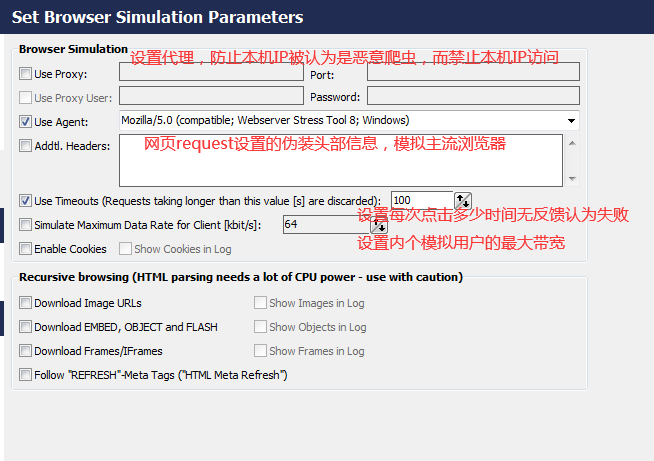 Set Browser Simulation Parameters
Browser Simulation
设置代理，防止本机IP被认为是恶意爬虫，而禁止本机IP访问
Use Proxy: Port:
Use Proxy User: Password:
Use Agent: Mozilla/5.0 (compatible; Webserver Stress Tool 8; Windows)
Addtl. Headers: 网页request设置的伪装头部信息，模拟主流浏览器
Use Timeouts (Requests taking longer than this value [s] are discarded): 100
设置每次点击多少时间无反馈认为失败
Simulate Maximum Data Rate for Client [kbit/s]: 64
设置内个模拟用户的最大带宽
Enable Cookies Show Cookies in Log
Recursive browsing (HTML parsing needs a lot of CPU power - use with caution)
Download Image URLs Show Images in Log
Download EMBED, OBJECT and FLASH Show Objects in Log
Download Frames/IFrames Show Frames in Log
Follow "REFRESH"-Meta Tags ("HTML Meta Refresh")